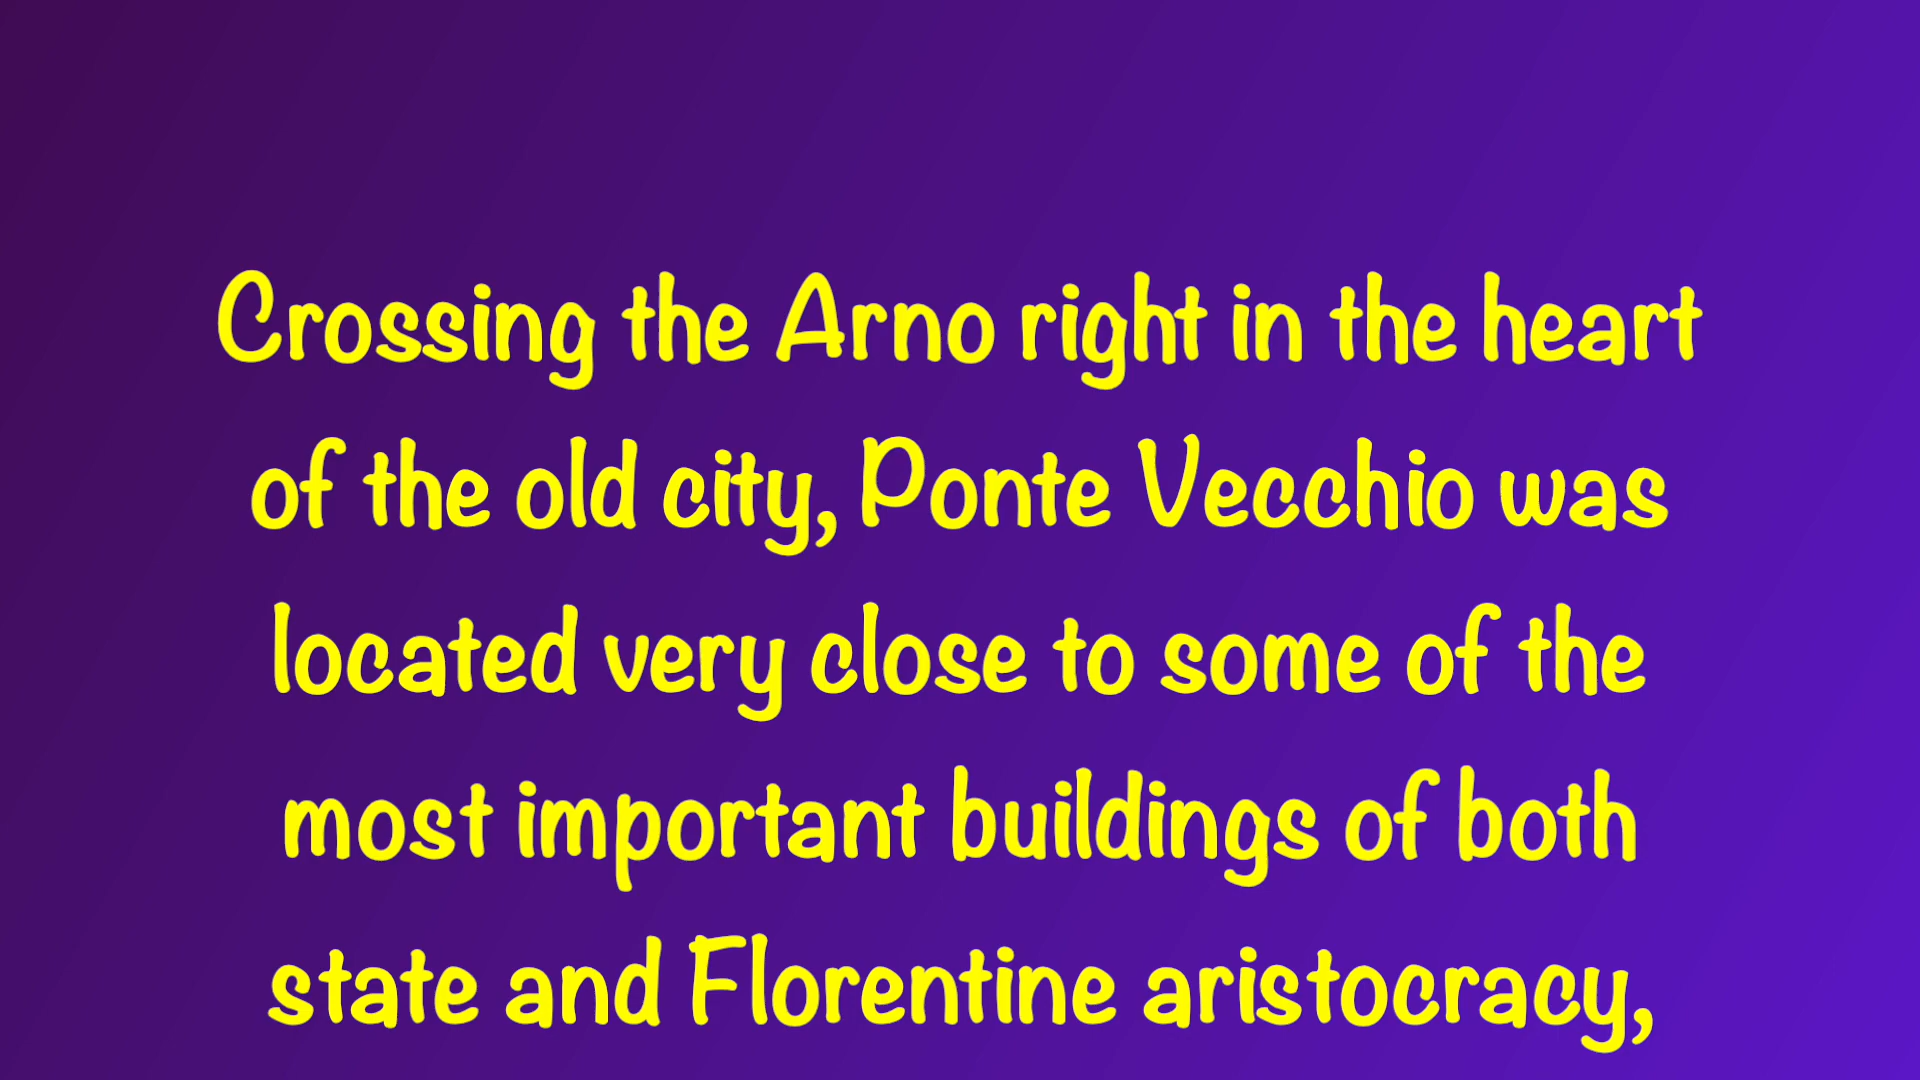 Crossing the Arno right in the heart
of the old city, Ponte Vecchio was
located very close to some of the
most important buildings of both
state and Florentine aristocracy,